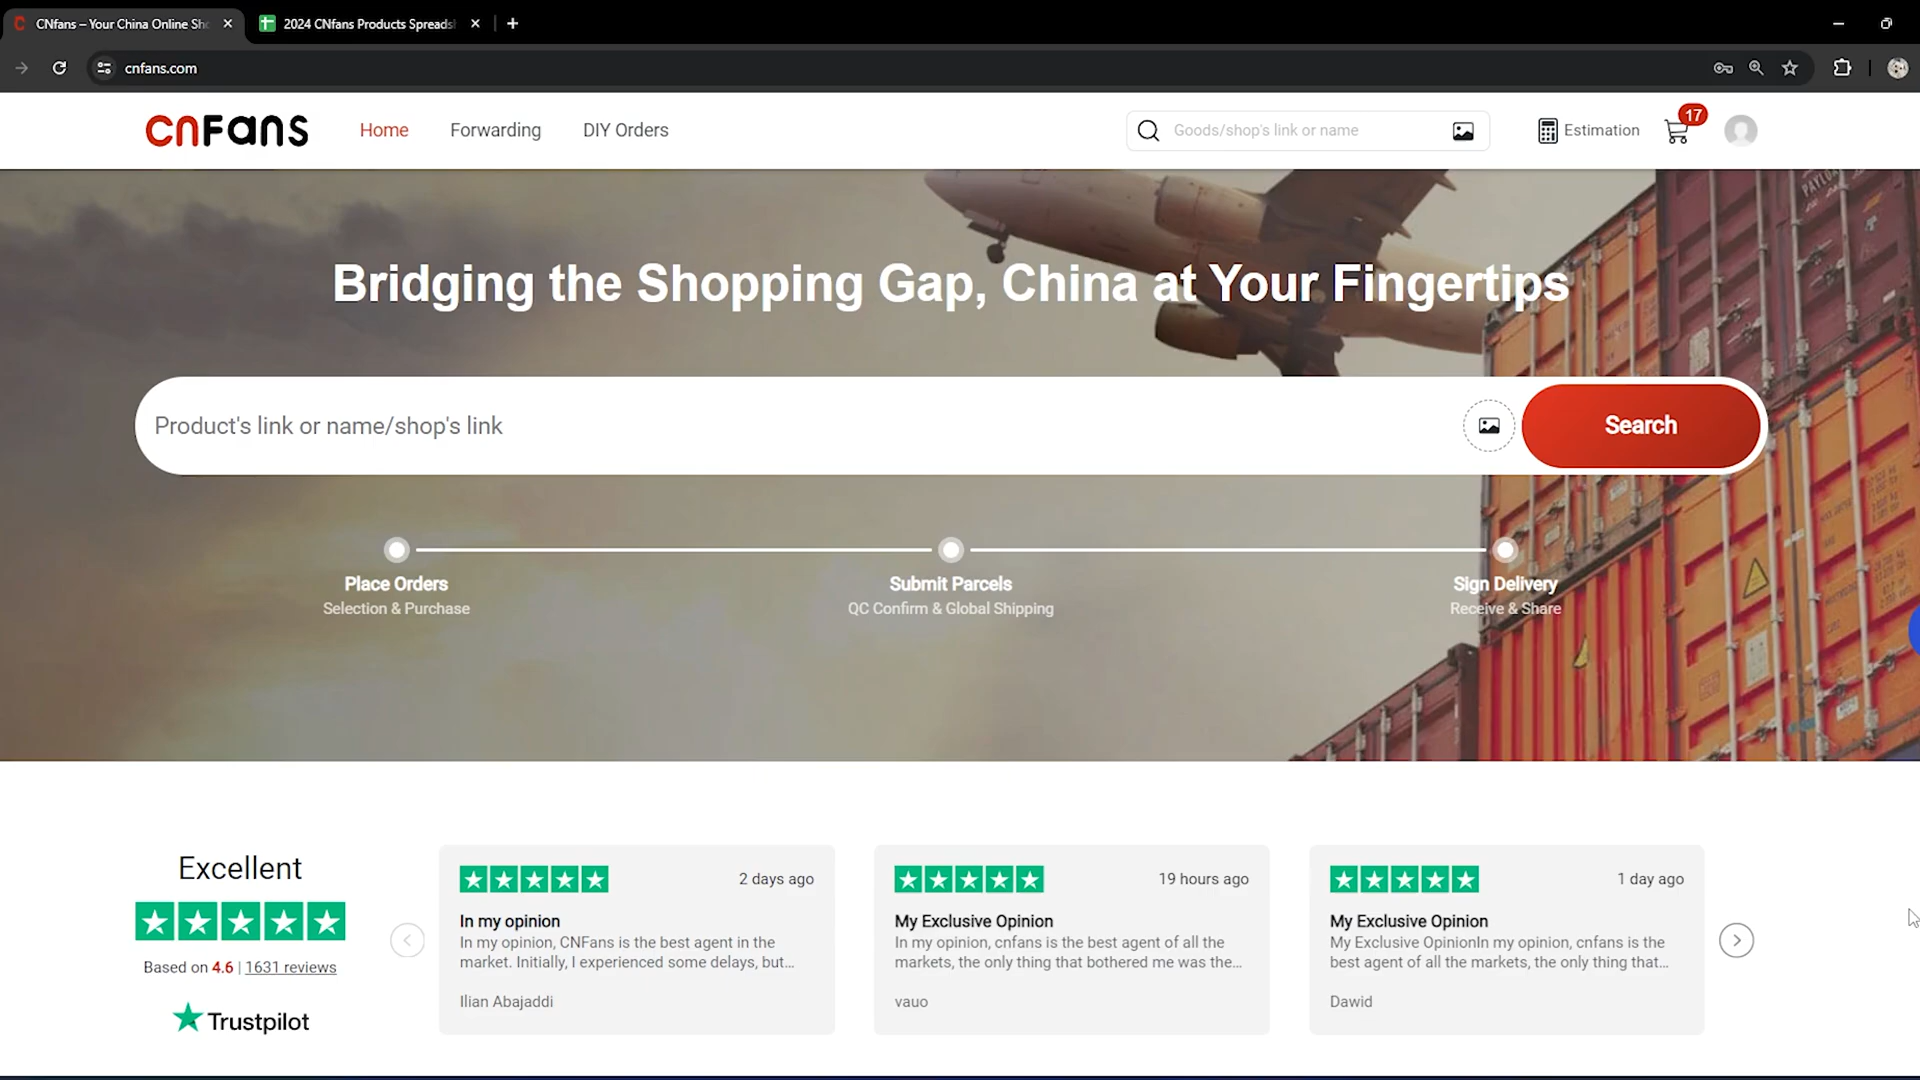 CNfans – Your China Online Sho
2024 CNfans Products Spreads
cnfans.com
CNFans
Home
Forwarding
DIY Orders
Goods/shop's link or name
Estimation
17
Bridging the Shopping Gap, China at Your Fingertips
Product's link or name/shop's link
Search
Place Orders
Selection & Purchase
Submit Parcels
QC Confirm & Global Shipping
Sign Delivery
Receive & Share
Excellent
Based on 4.6 | 1631 reviews
Trustpilot
2 days ago
In my opinion
In my opinion, CNFans is the best agent in the
market. Initially, I experienced some delays, but...
Ilian Abajaddi
19 hours ago
My Exclusive Opinion
In my opinion, cnfans is the best agent of all the
markets, the only thing that bothered me was the...
vauo
1 day ago
My Exclusive Opinion
My Exclusive OpinionIn my opinion, cnfans is the
best agent of all the markets, the only thing that...
Dawid